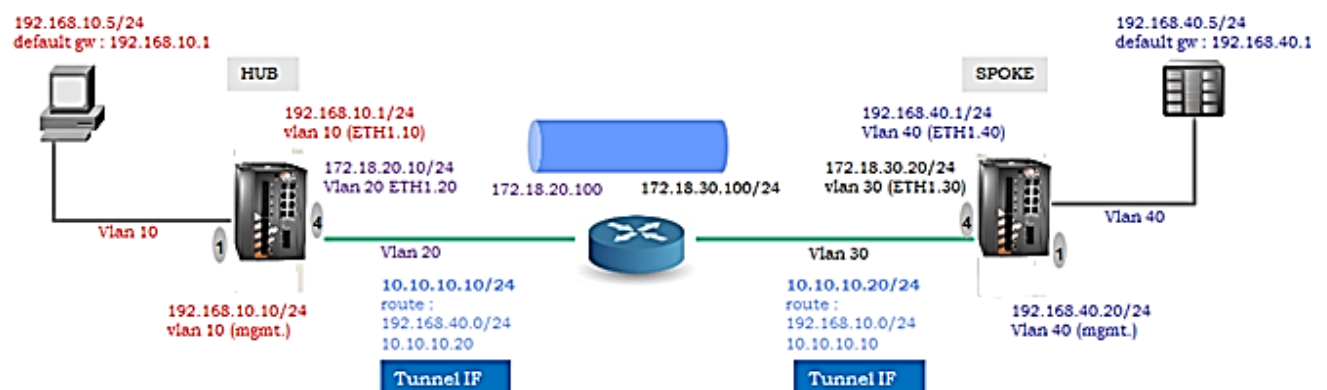 192.168.10.5/24
default gw : 192.168.10.1
HUB
192.168.10.1/24
vlan 10 (ETH1.10)
172.18.20.10/24
Vlan 20 ETH1.20
172.18.20.100
172.18.30.100/24
SPOKE
192.168.40.5/24
default gw : 192.168.40.1
192.168.40.1/24
Vlan 40 (ETH1.40)
172.18.30.20/24
vlan 30 (ETH1.30)
Vlan 10
1
4
Vlan 20
Vlan 30
4
1
Vlan 40
192.168.10.10/24
vlan 10 (mgmt.)
10.10.10.10/24
route :
192.168.40.0/24
10.10.10.20
Tunnel IF
10.10.10.20/24
route :
192.168.10.0/24
10.10.10.10
Tunnel IF
192.168.40.20/24
Vlan 40 (mgmt.)